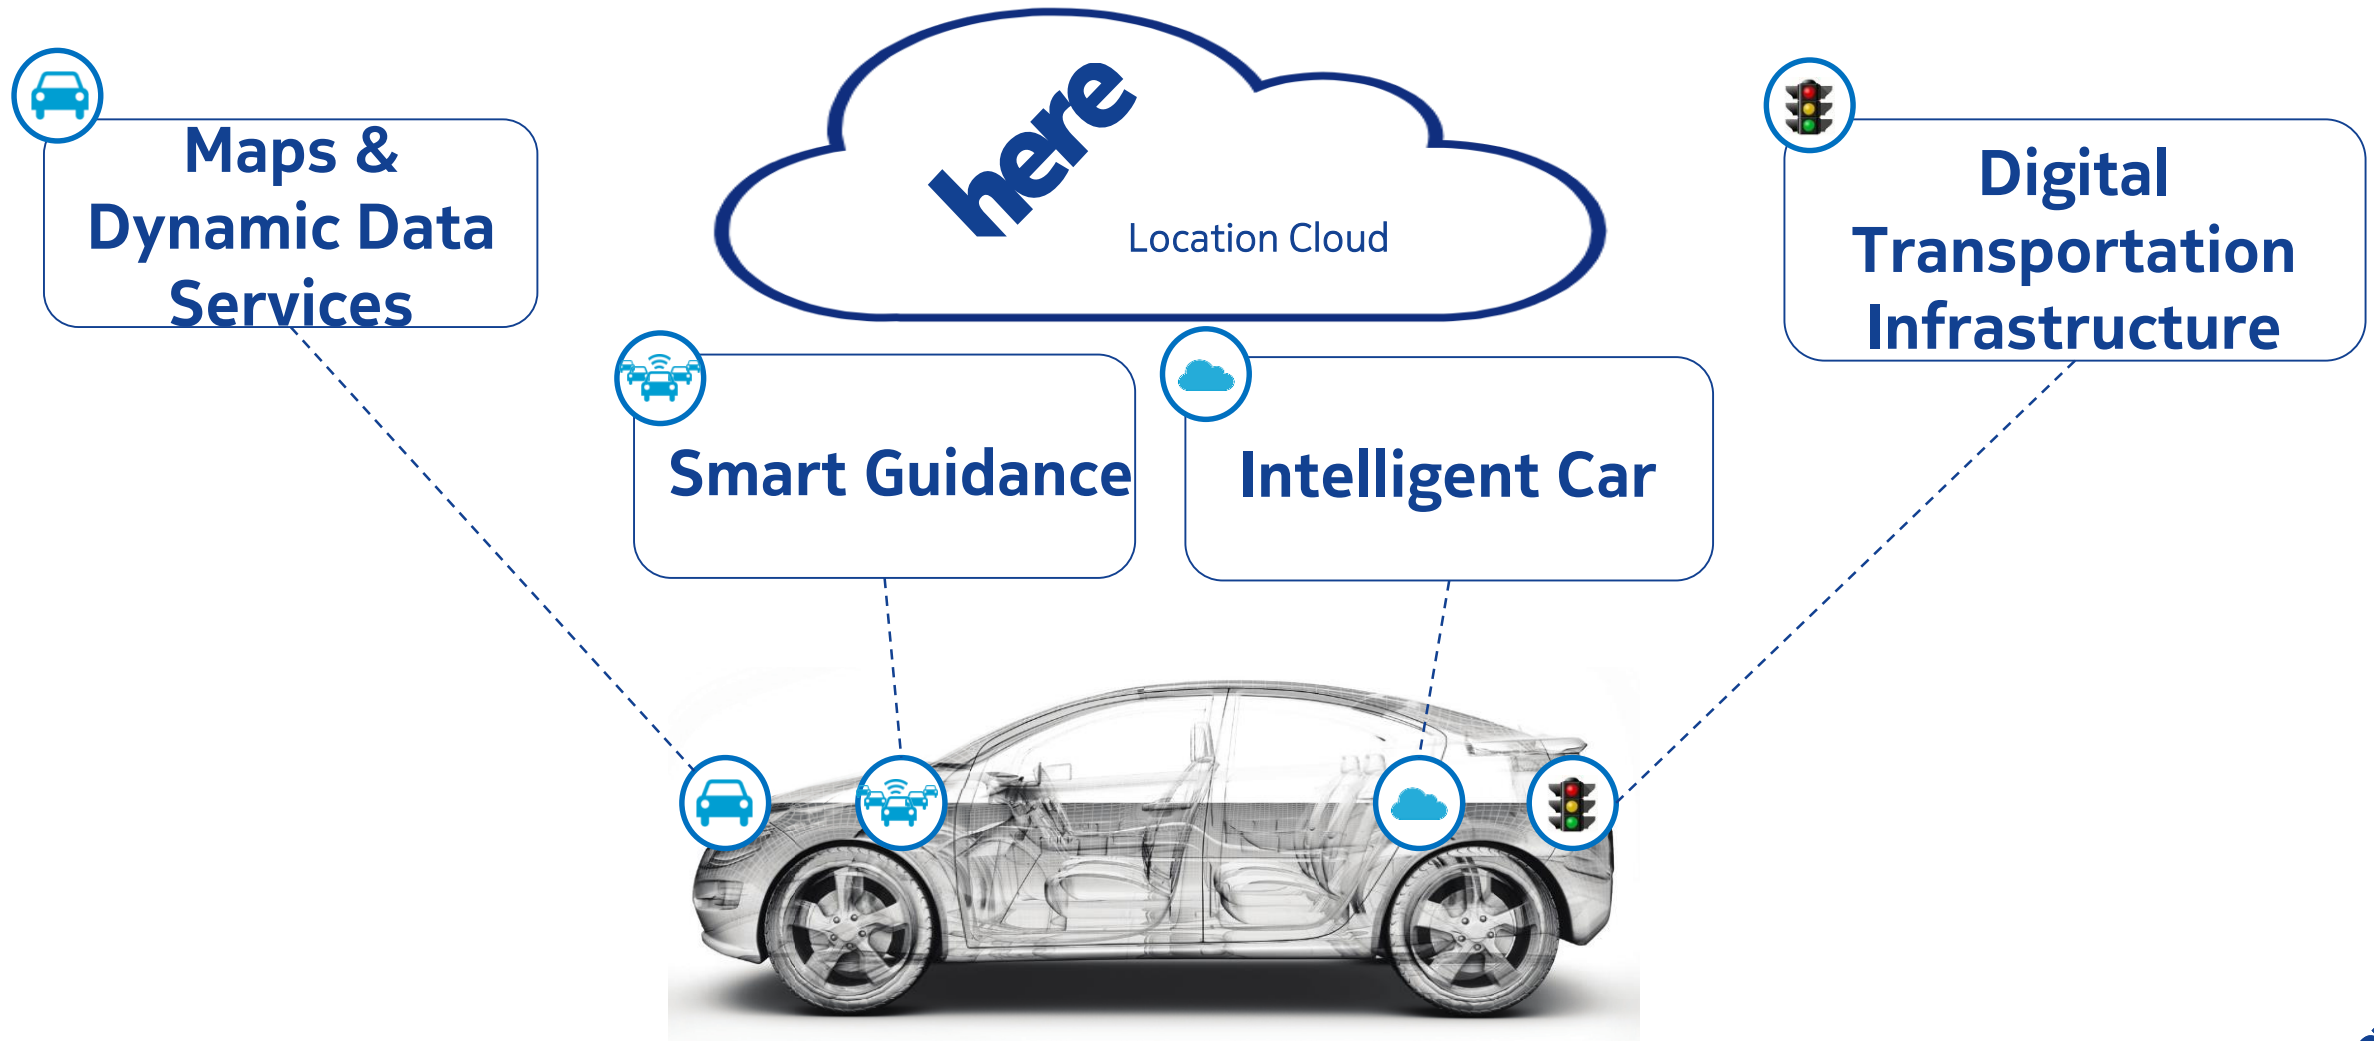 Maps &
Dynamic Data
Services
here
Location Cloud
Digital
Transportation
Infrastructure
Smart Guidance
Intelligent Car